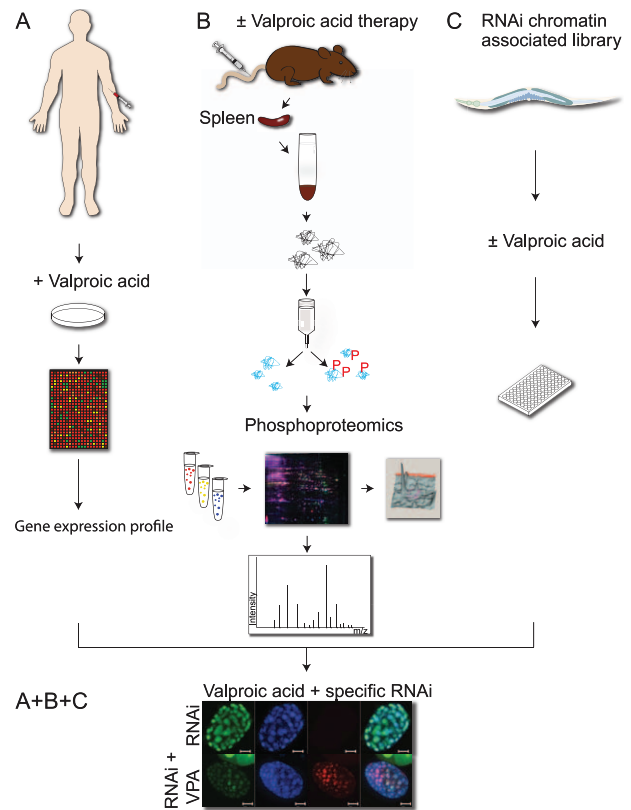 A
+ Valproic acid
Gene expression profile
B
± Valproic acid therapy
Spleen
P
P
P
P
Phosphoproteomics
Intensity
m/z
C
RNAi chromatin
associated library
± Valproic acid
A+B+C
Valproic acid + specific RNAi
RNAi
RNAi +
VPA